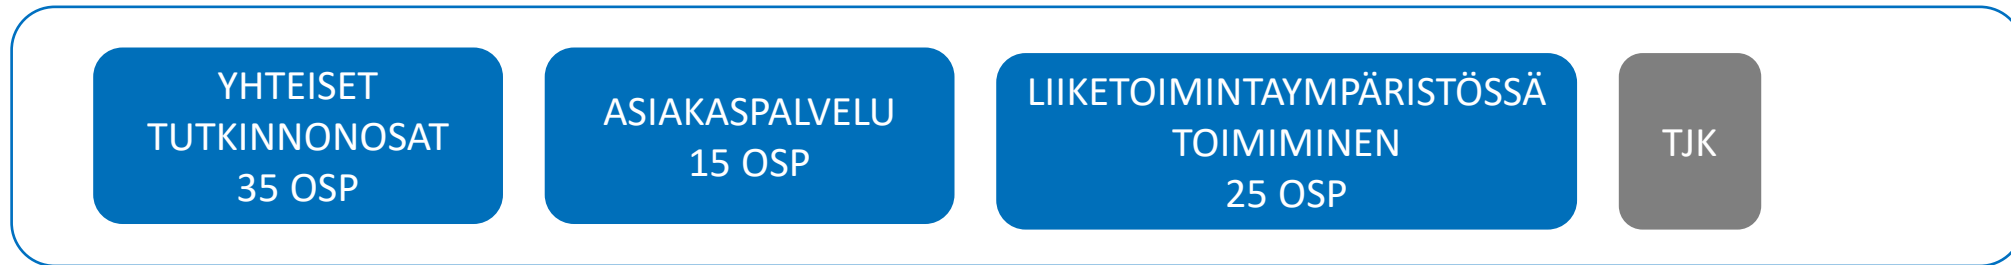 YHTEISET
TUTKINNONOSAT
35 OSP
ASIAKASPALVELU
15 OSP
LIIKETOIMINTAYMPÄRISTÖSSÄ
TOIMIMINEN
25 OSP
TJK